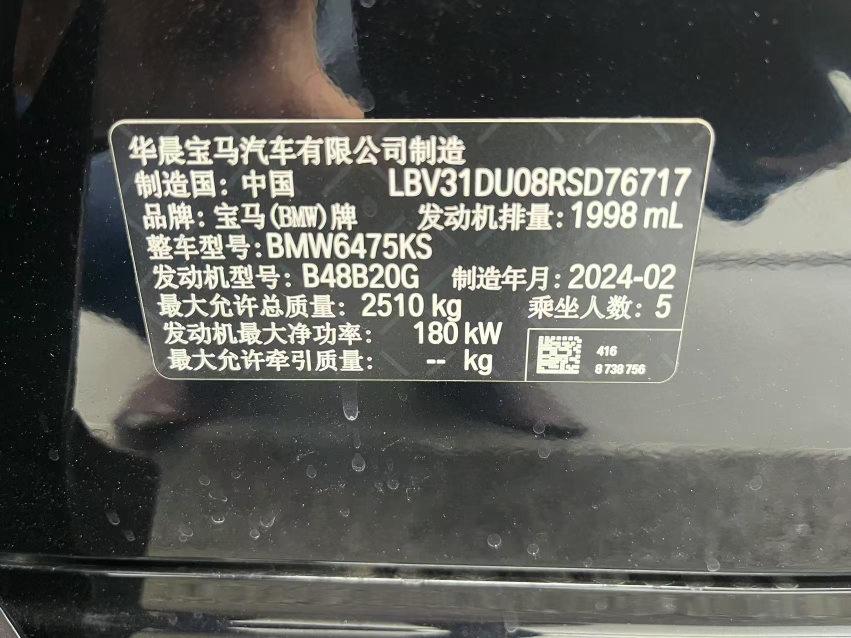 华晨宝马汽车有限公司制造
制造国: 中国 LBV31DU08RSD76717
品牌: 宝马(BMW)牌 发动机排量: 1998 mL
整车型号: BMW6475KS
发动机型号: B48B20G 制造年月: 2024-02
最大允许总质量: 2510 kg 乘坐人数: 5
发动机最大净功率: 180 kW
最大允许牵引质量: -- kg
416
8 738 756